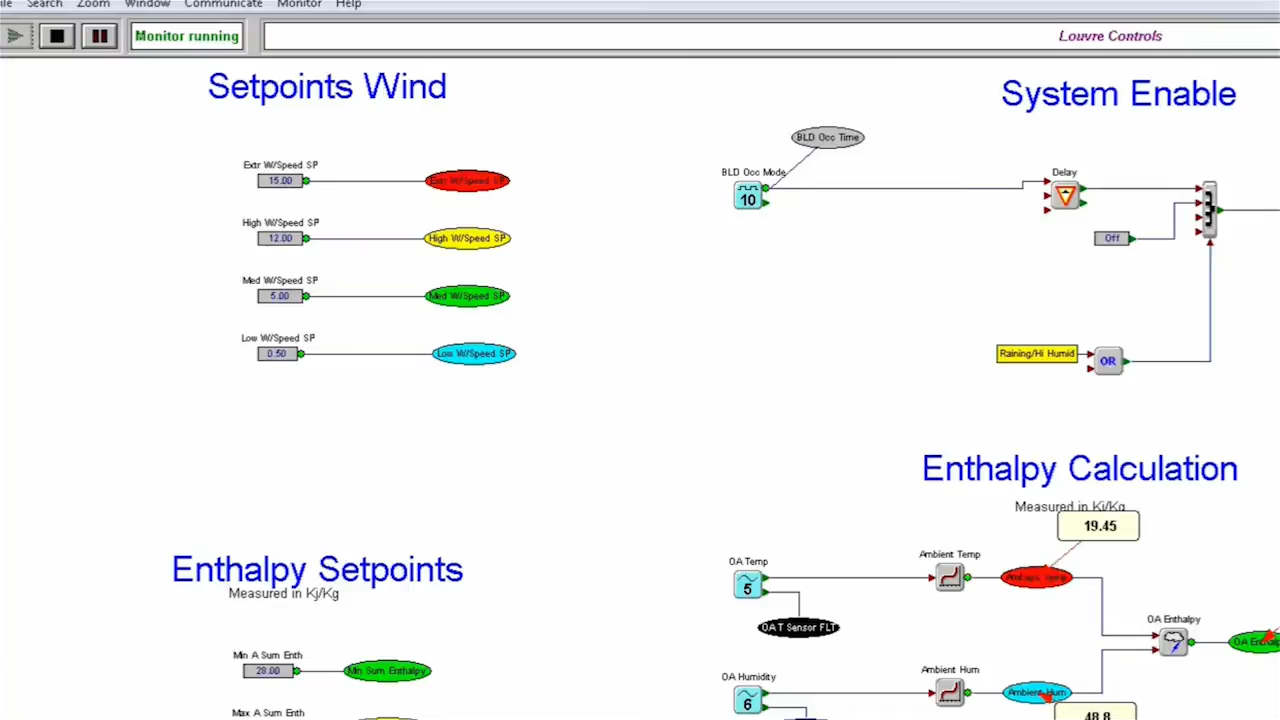 ile Search Zoom Window Communicate Monitor Help
Monitor running
Louvre Controls
Setpoints Wind
System Enable
BLD Occ Time
Extr W/Speed SP
15.00
Extr W/Speed SP
BLD Occ Mode
10
Delay
High W/Speed SP
12.00
High W/Speed SP
Off
Med W/Speed SP
5.00
Med W/Speed SP
Low W/Speed SP
0.50
Low W/Speed SP
Raining/Hi Humid
OR
Enthalpy Calculation
Measured in Kj/Kg
19.45
Enthalpy Setpoints
Measured in Kj/Kg
OA Temp
5
Ambient Temp
Ambient Temp
OAT Sensor FLT
OA Enthalpy
Min A Sum Enth
28.00
Min Sum Enthalpy
OA Humidity
6
Ambient Hum
Ambient Hum
Max A Sum Enth
48.8